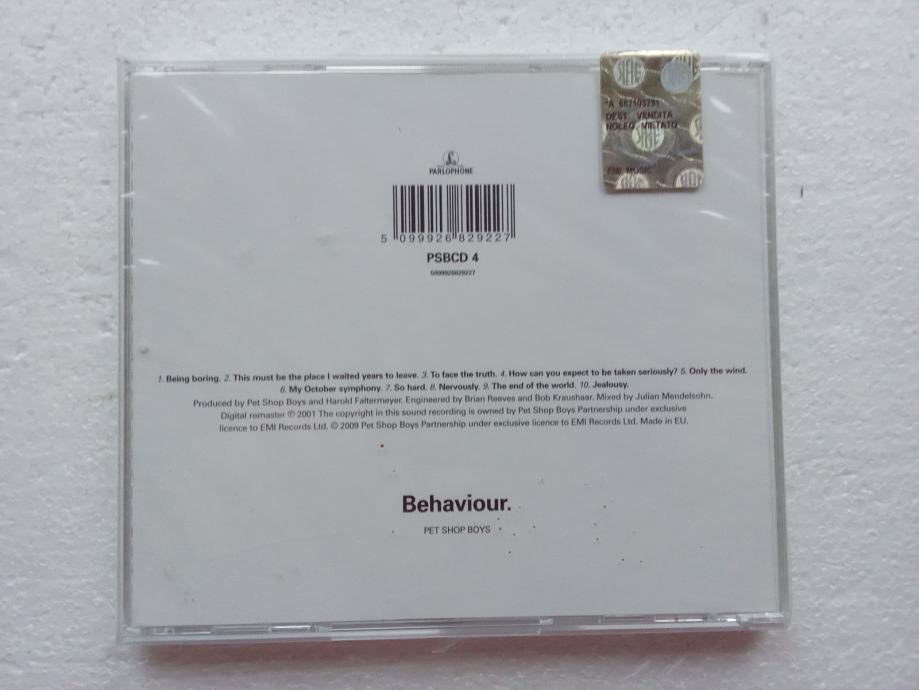 SIAE
*A 687103791
DEST. VENDITA
NOLEG. VIETATO
SIAE
EMI MUSIC
PARLOPHONE
5 099926 829227
PSBCD 4
5099926829227
1. Being boring. 2. This must be the place I waited years to leave. 3. To face the truth. 4. How can you expect to be taken seriously? 5. Only the wind.
6. My October symphony. 7. So hard. 8. Nervously. 9. The end of the world. 10. Jealousy.
Produced by Pet Shop Boys and Harold Faltermeyer. Engineered by Brian Reeves and Bob Kraushaar. Mixed by Julian Mendelsohn.
Digital remaster ℗ 2001 The copyright in this sound recording is owned by Pet Shop Boys Partnership under exclusive
licence to EMI Records Ltd. © 2009 Pet Shop Boys Partnership under exclusive licence to EMI Records Ltd. Made in EU.
Behaviour.
PET SHOP BOYS